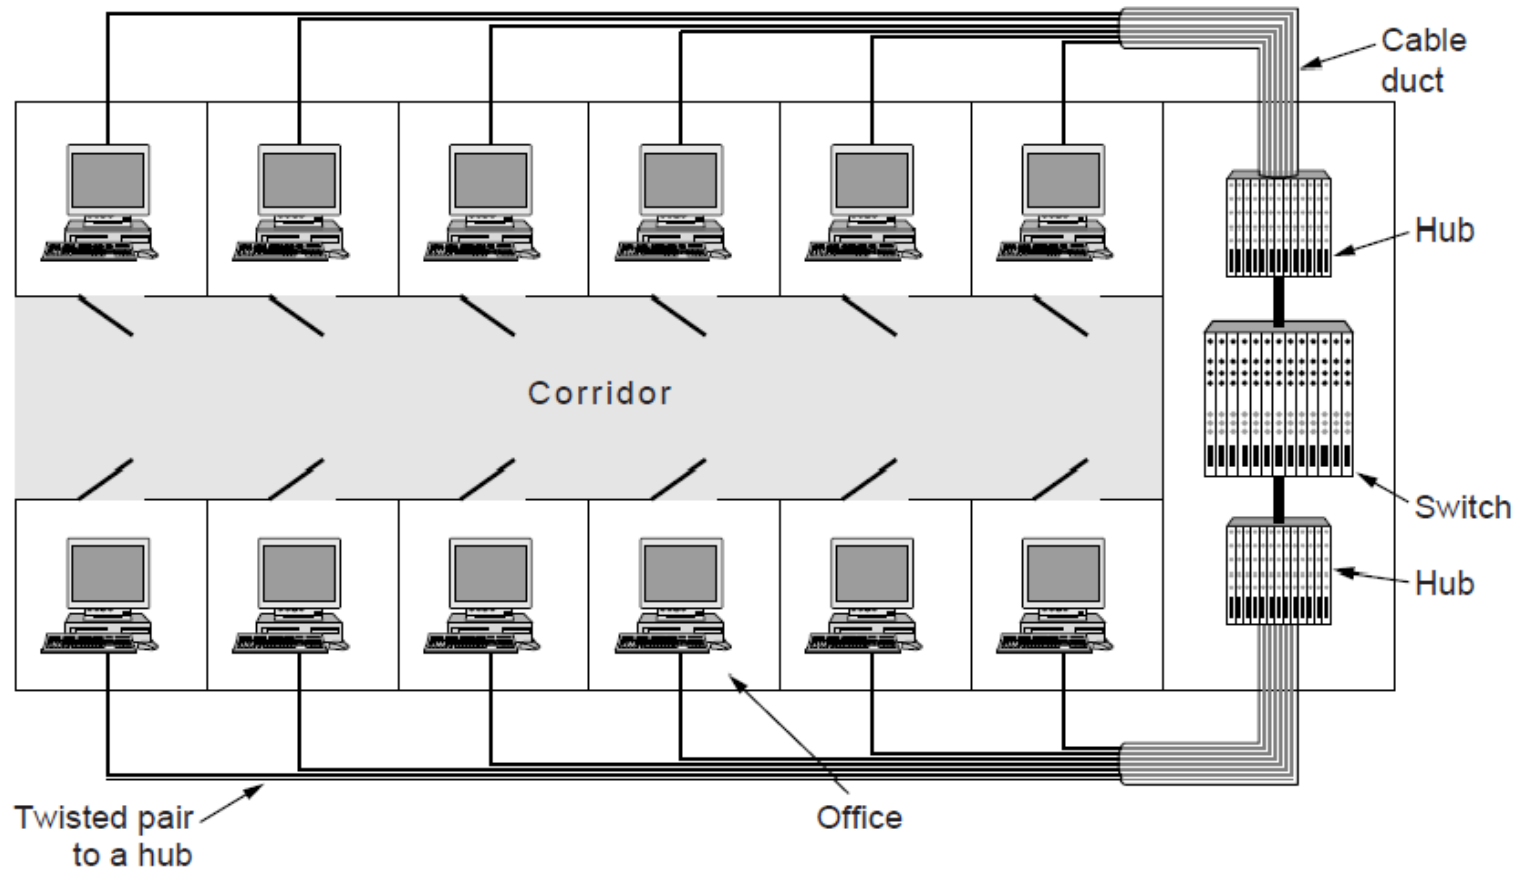 Cable
duct
Hub
Corridor
Switch
Hub
Twisted pair
to a hub
Office